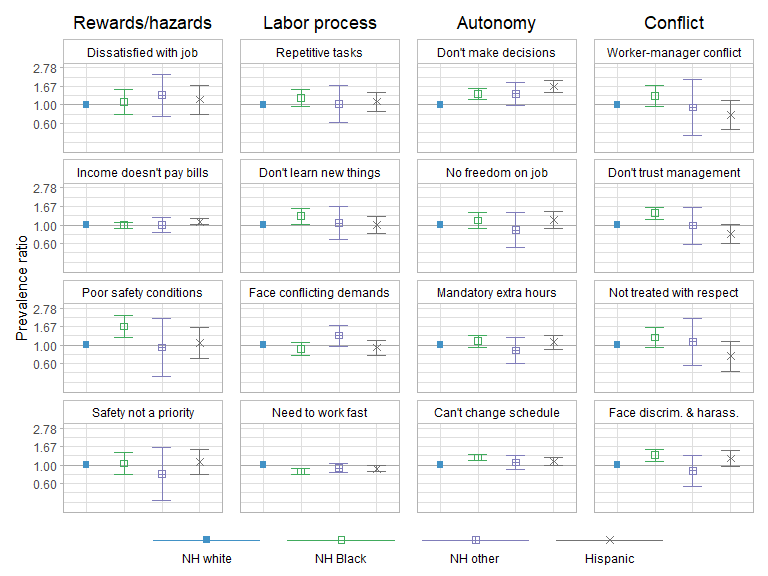 Rewards/hazards Labor process Autonomy Conflict
Dissatisfied with job Repetitive tasks Don't make decisions Worker-manager conflict
2.78
1.67
1.00
0.60
Income doesn't pay bills Don't learn new things No freedom on job Don't trust management
2.78
1.67
1.00
0.60
Prevalence ratio
Poor safety conditions Face conflicting demands Mandatory extra hours Not treated with respect
2.78
1.67
1.00
0.60
Safety not a priority Need to work fast Can't change schedule Face discrim. & harass.
2.78
1.67
1.00
0.60
NH white NH Black NH other Hispanic